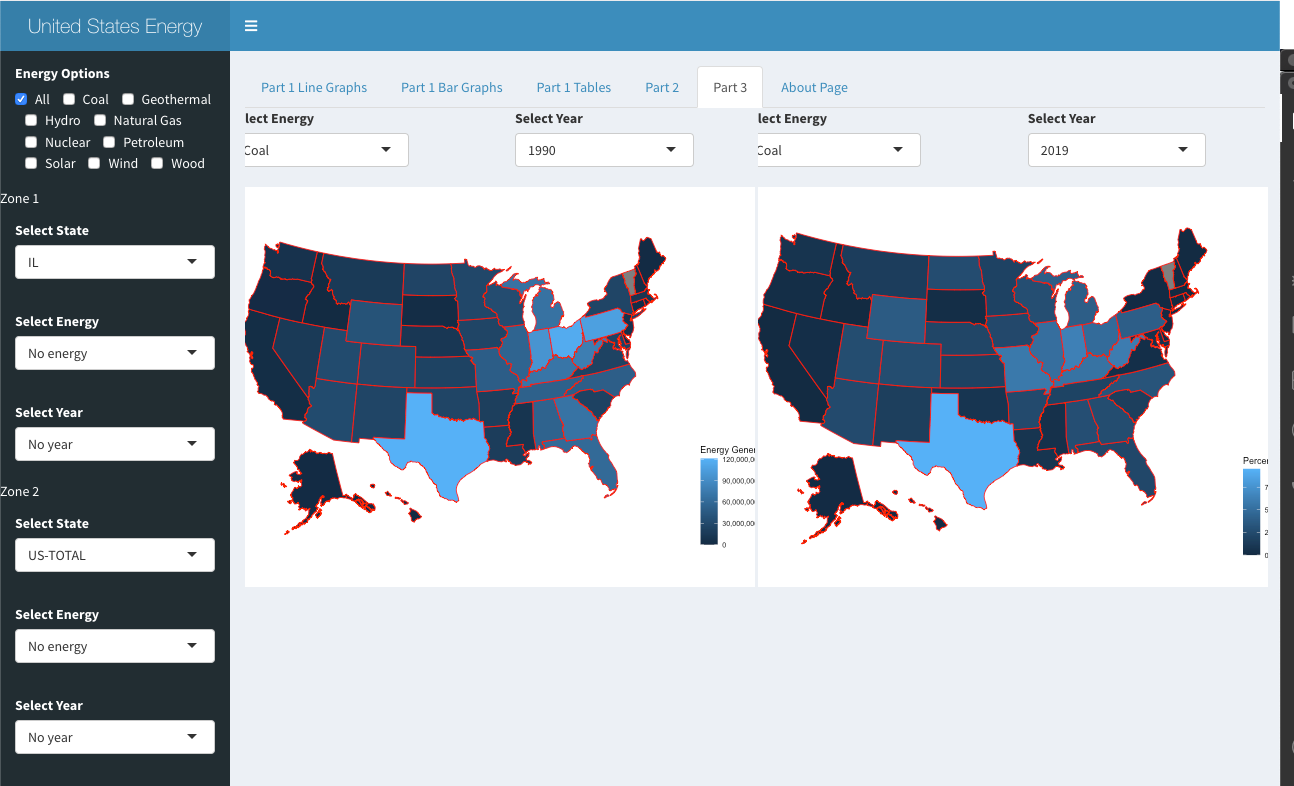 United States Energy
Part 1 Line Graphs Part 1 Bar Graphs Part 1 Tables Part 2 Part 3 About Page
Energy Options
All Coal Geothermal
Hydro Natural Gas
Nuclear Petroleum
Solar Wind Wood
Zone 1
Select State
IL
Select Energy
No energy
Select Year
No year
Zone 2
Select State
US-TOTAL
Select Energy
No energy
Select Year
No year
lect Energy Select Year lect Energy Select Year
Coal 1990 Coal 2019
Energy Gener
120,000,0
90,000,00
60,000,00
30,000,00
0
Percer
7
5
2
0